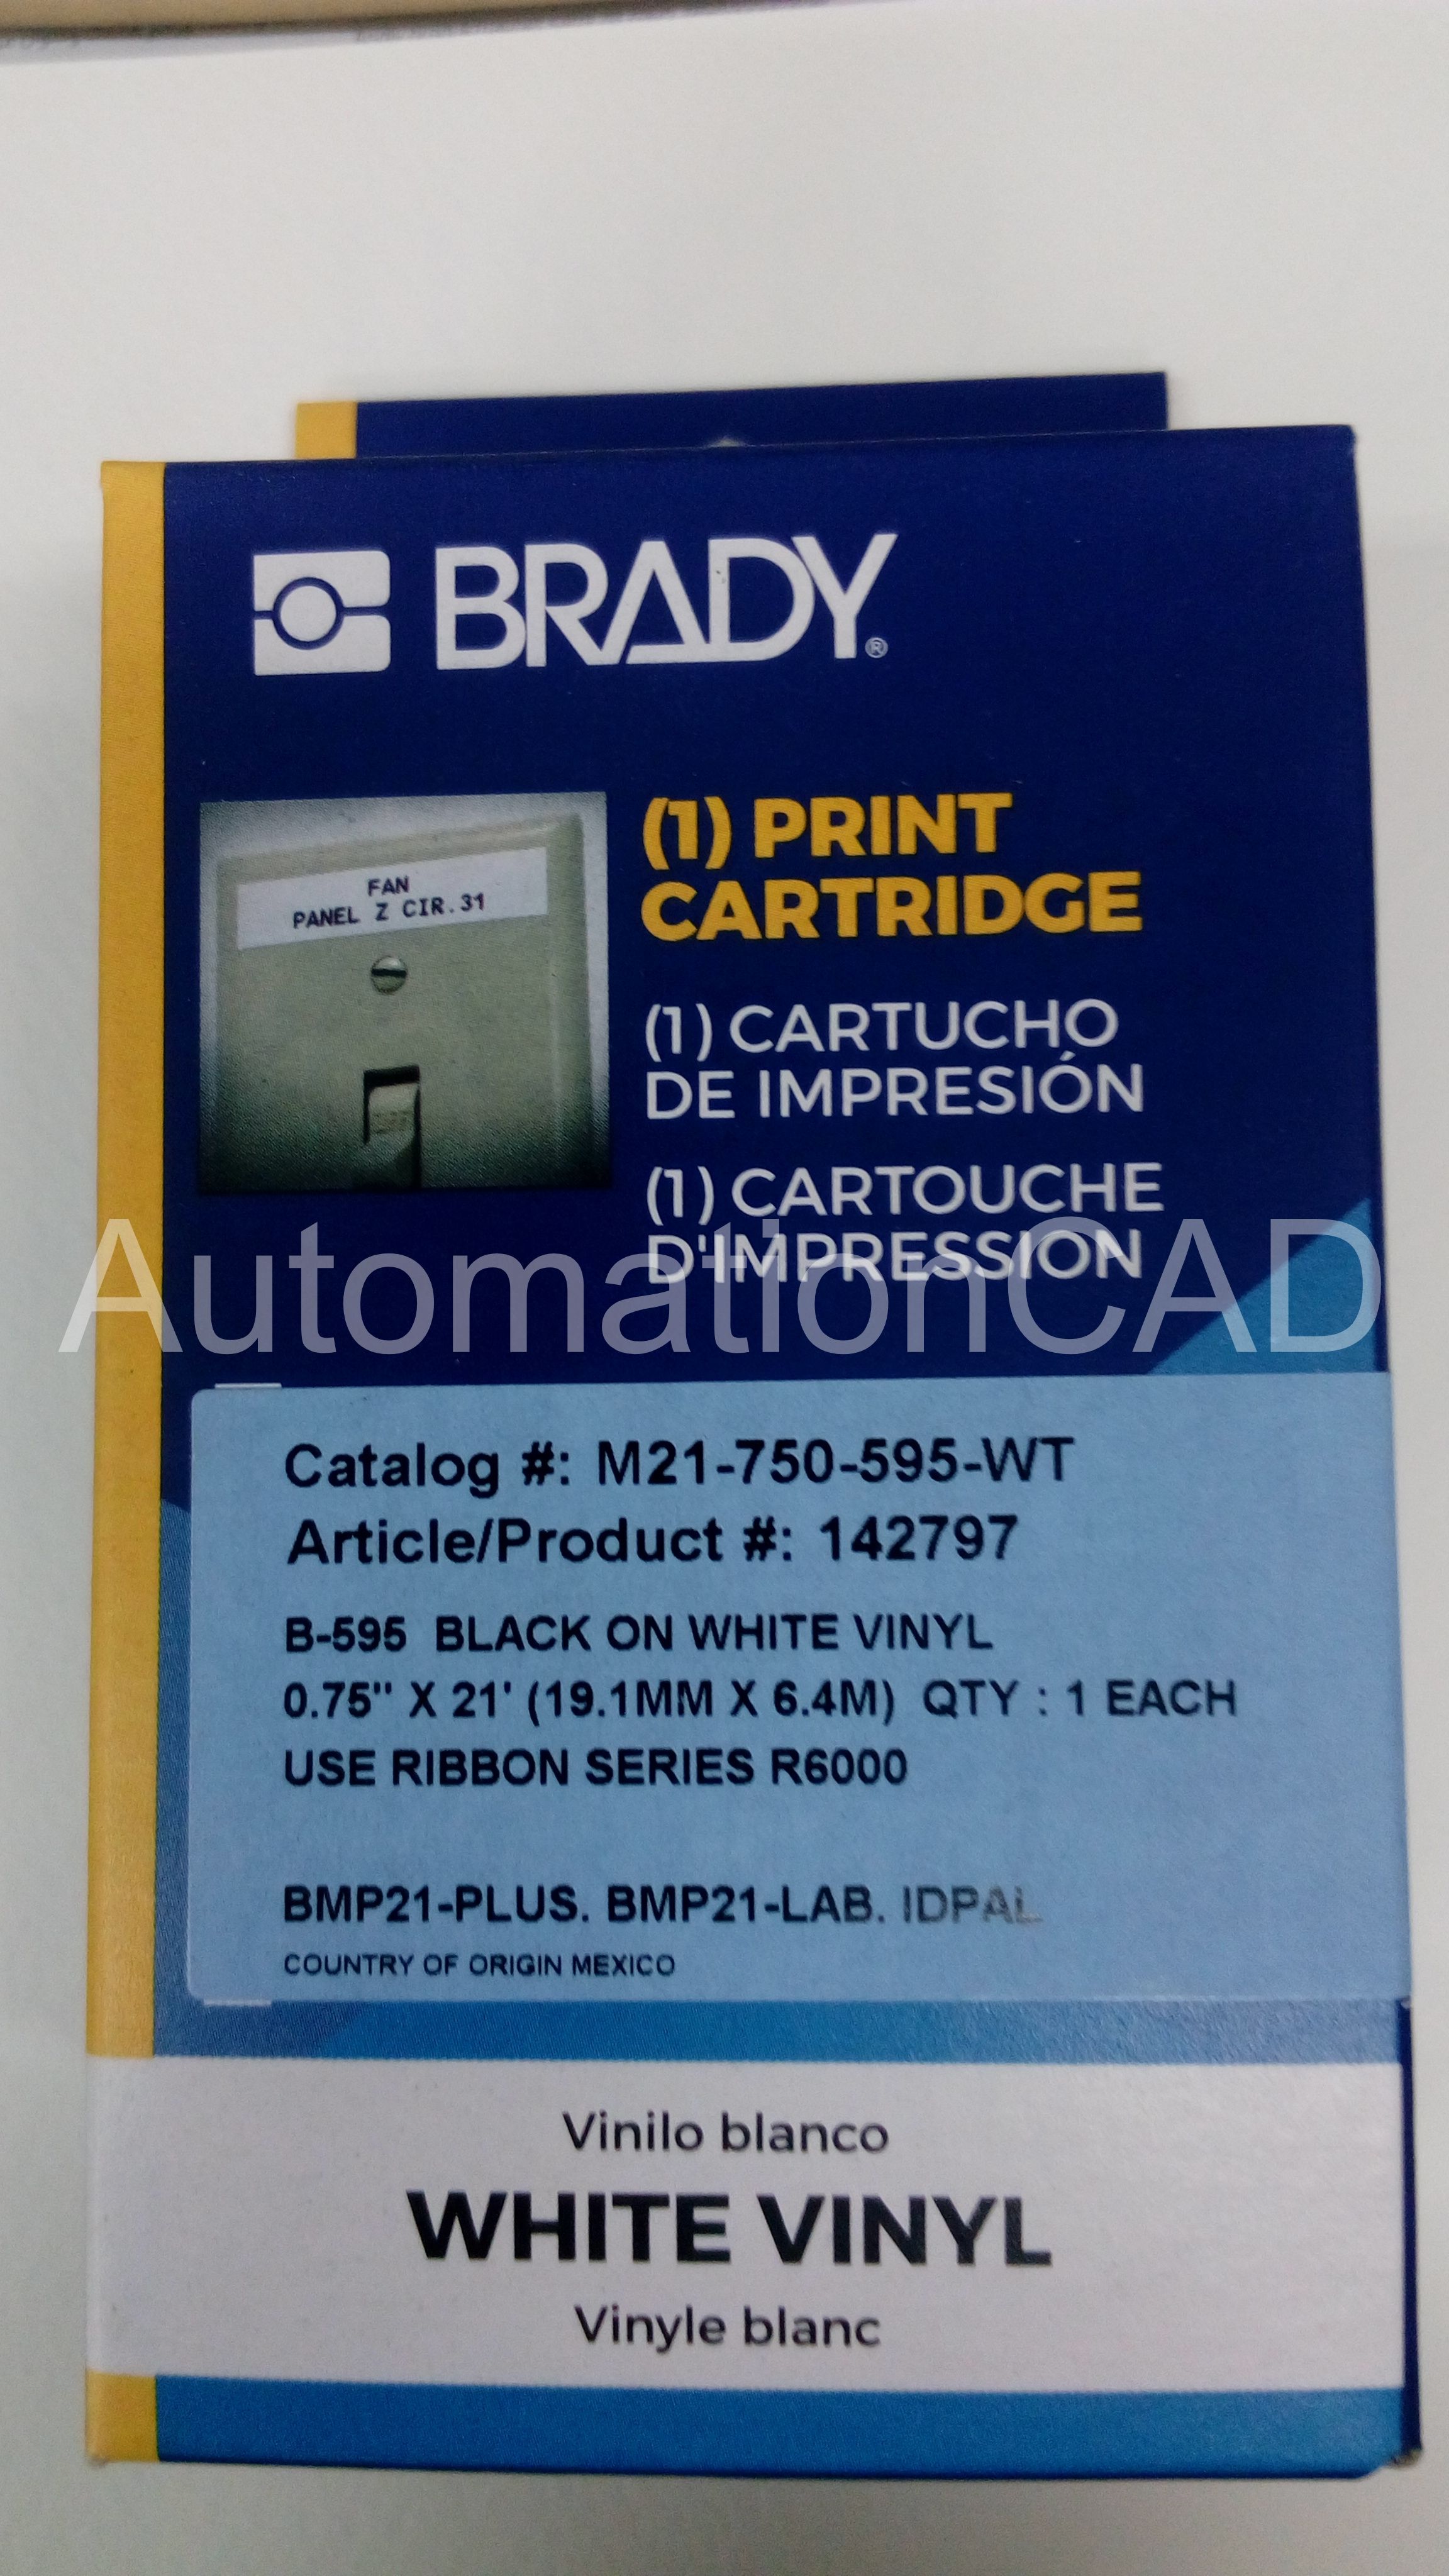 BRADY®
FAN
PANEL Z CIR.31
(1) PRINT
CARTRIDGE
(1) CARTUCHO
DE IMPRESIÓN
(1) CARTOUCHE
D'IMPRESSION
AutomationCAD
Catalog #: M21-750-595-WT
Article/Product #: 142797
B-595 BLACK ON WHITE VINYL
0.75" X 21' (19.1MM X 6.4M) QTY : 1 EACH
USE RIBBON SERIES R6000
BMP21-PLUS. BMP21-LAB. IDPAL
COUNTRY OF ORIGIN MEXICO
Vinilo blanco
WHITE VINYL
Vinyle blanc